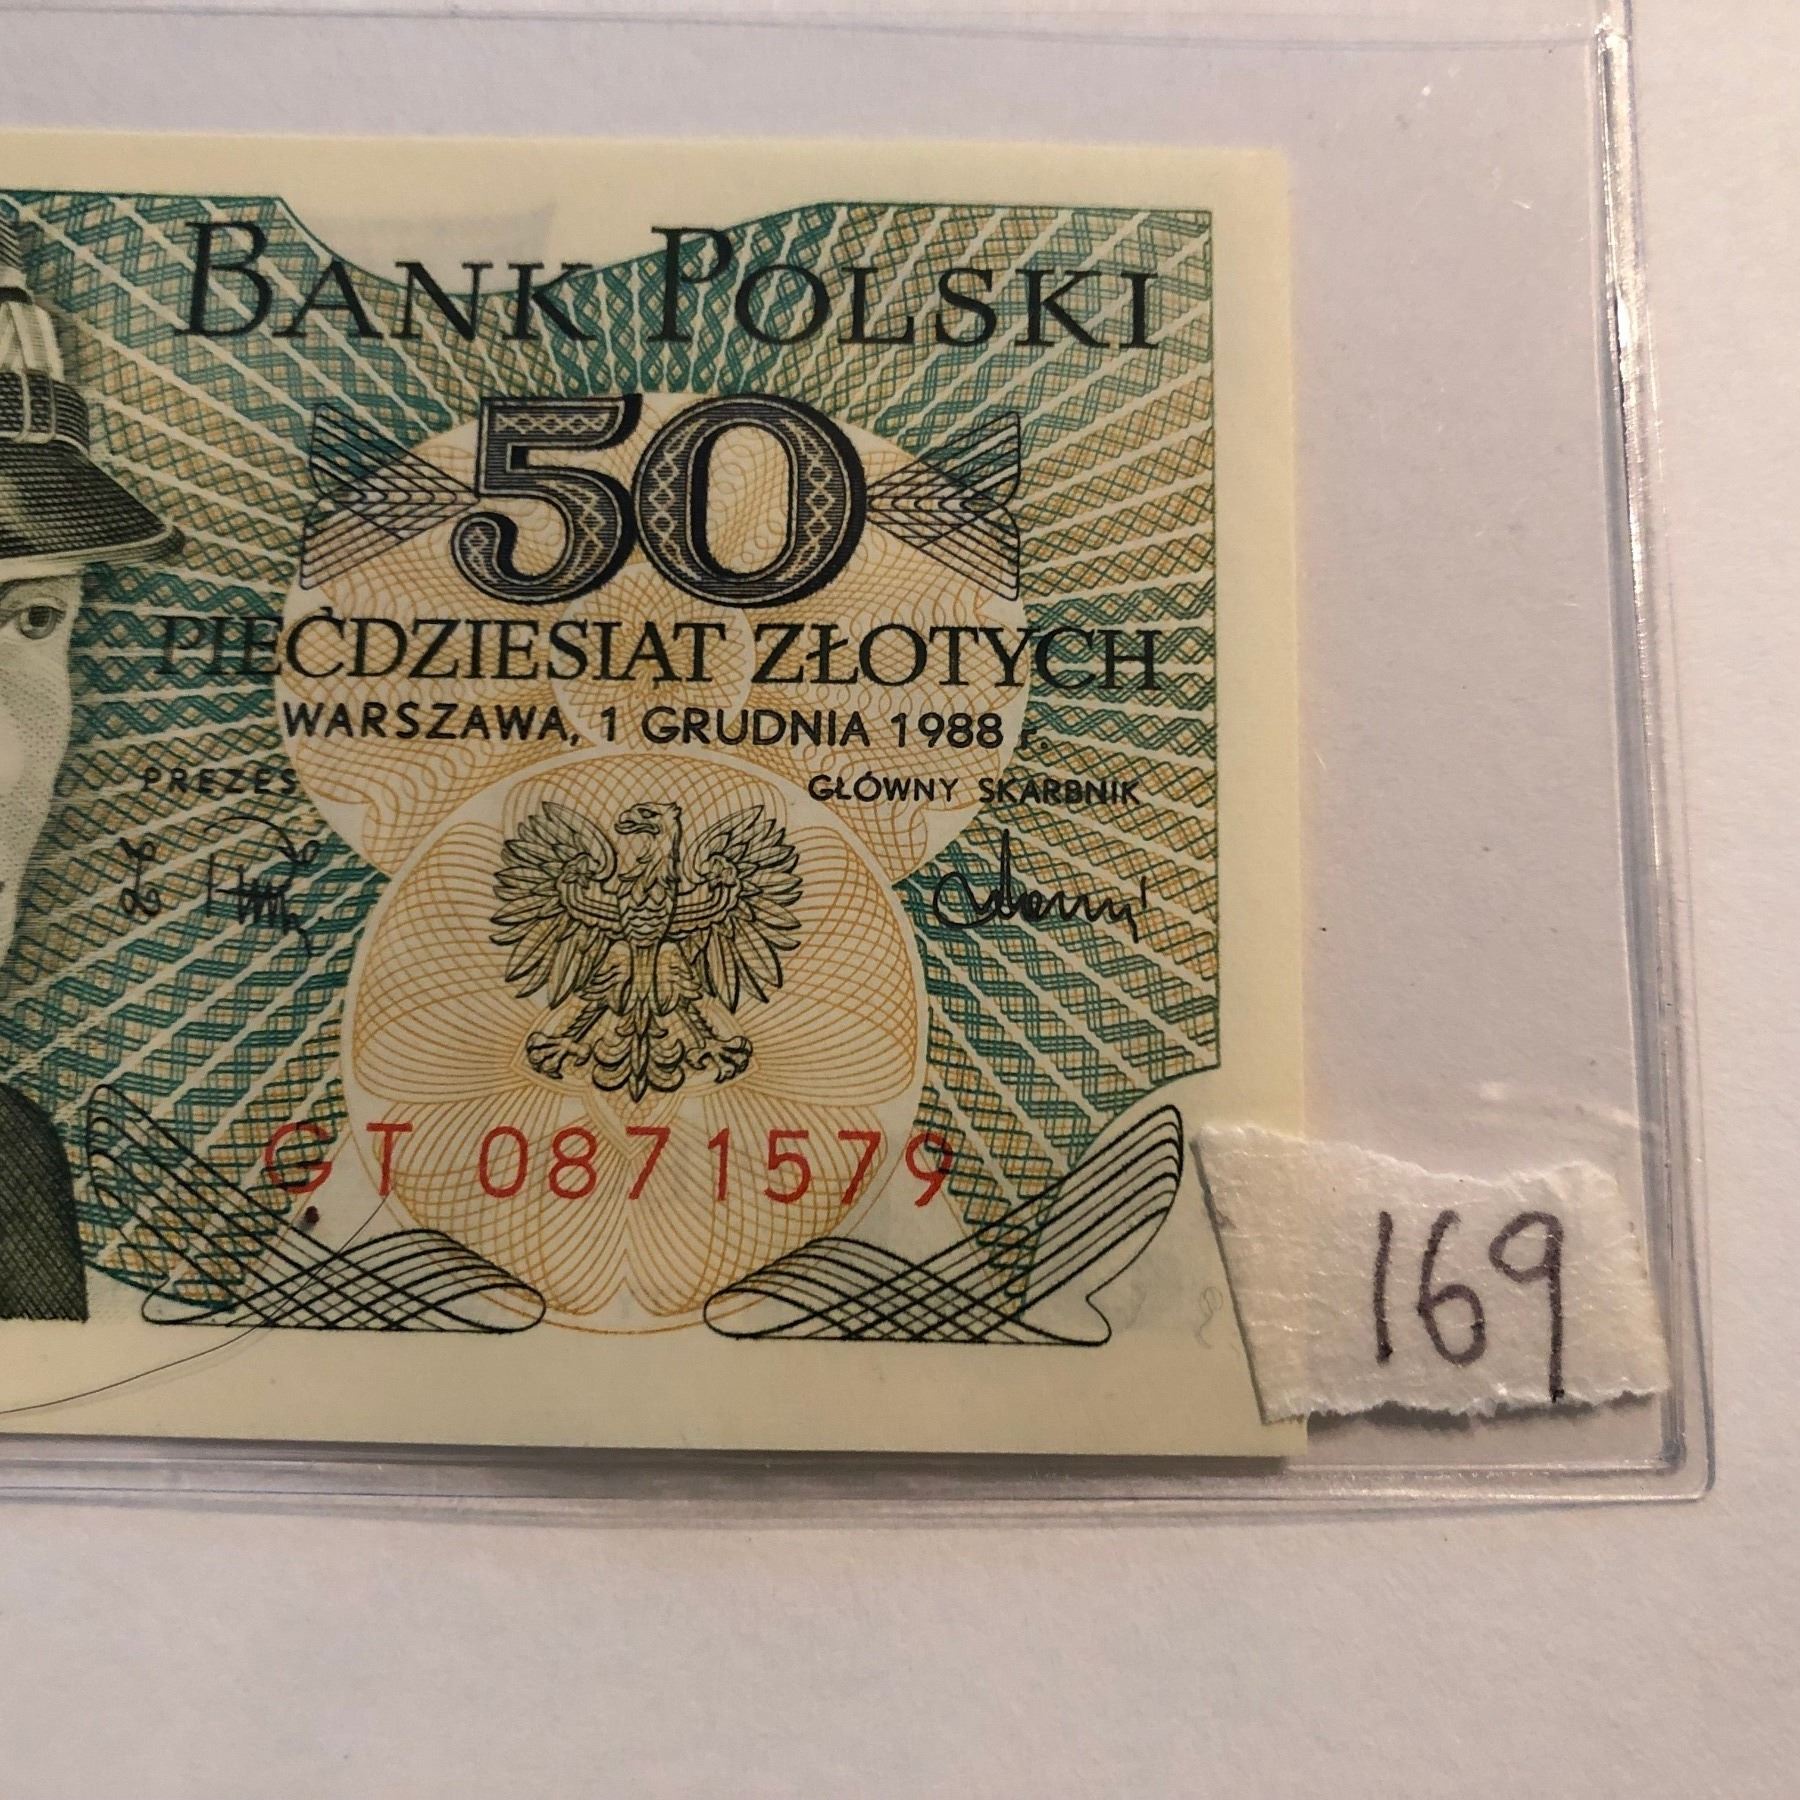 BANK POLSKI
50
PIĘĆDZIESIĄT ZŁOTYCH
WARSZAWA, 1 GRUDNIA 1988 r.
PREZES
GŁÓWNY SKARBNIK
GT 0871579
169